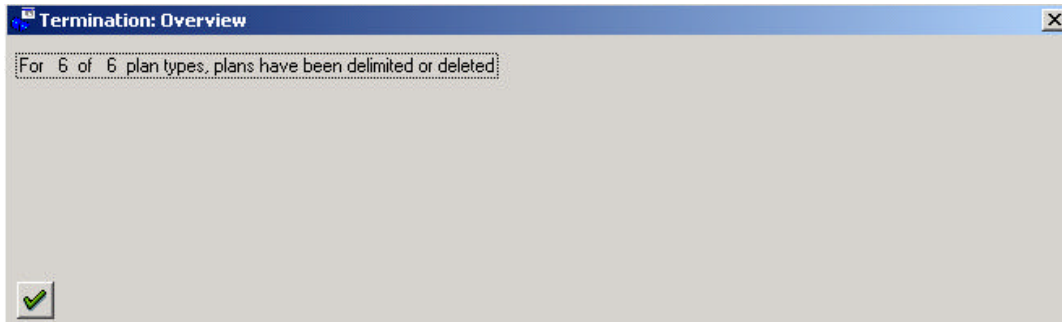 Termination: Overview
For 6 of 6 plan types, plans have been delimited or deleted